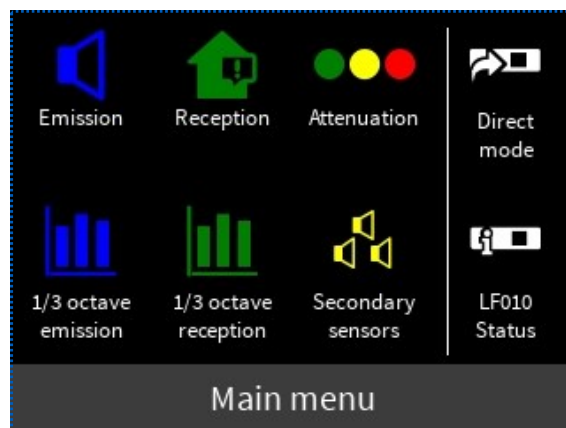 Emission
Reception
Attenuation
Direct
mode
1/3 octave
emission
1/3 octave
reception
Secondary
sensors
LF010
Status
Main menu